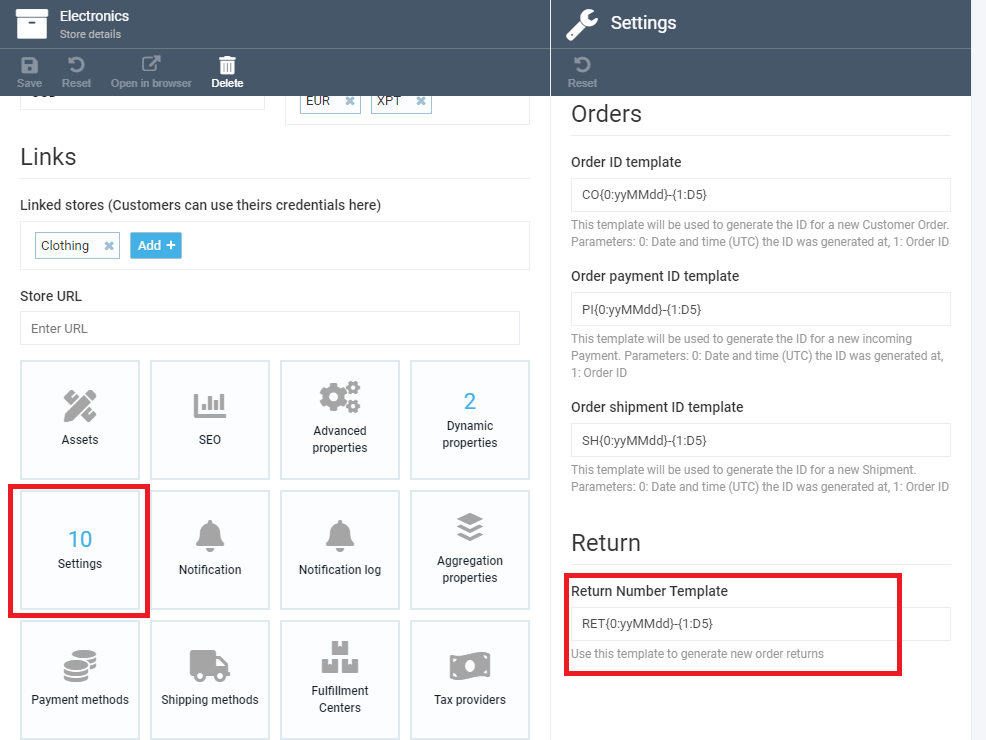 Electronics
Store details
Save
Reset
Open in browser
Delete
EUR
XPT
Links
Linked stores (Customers can use theirs credentials here)
Clothing
Add +
Store URL
Enter URL
Assets
SEO
Advanced
properties
2
Dynamic
properties
10
Settings
Notification
Notification log
Aggregation
properties
Payment methods
Shipping methods
Fulfillment
Centers
Tax providers
Settings
Reset
Orders
Order ID template
CO{0:yyMMdd}-{1:D5}
This template will be used to generate the ID for a new Customer Order.
Parameters: 0: Date and time (UTC) the ID was generated at, 1: Order ID
Order payment ID template
PI{0:yyMMdd}-{1:D5}
This template will be used to generate the ID for a new incoming
Payment. Parameters: 0: Date and time (UTC) the ID was generated at,
1: Order ID
Order shipment ID template
SH{0:yyMMdd}-{1:D5}
This template will be used to generate the ID for a new Shipment.
Parameters: 0: Date and time (UTC) the ID was generated at, 1: Order ID
Return
Return Number Template
RET{0:yyMMdd}-{1:D5}
Use this template to generate new order returns